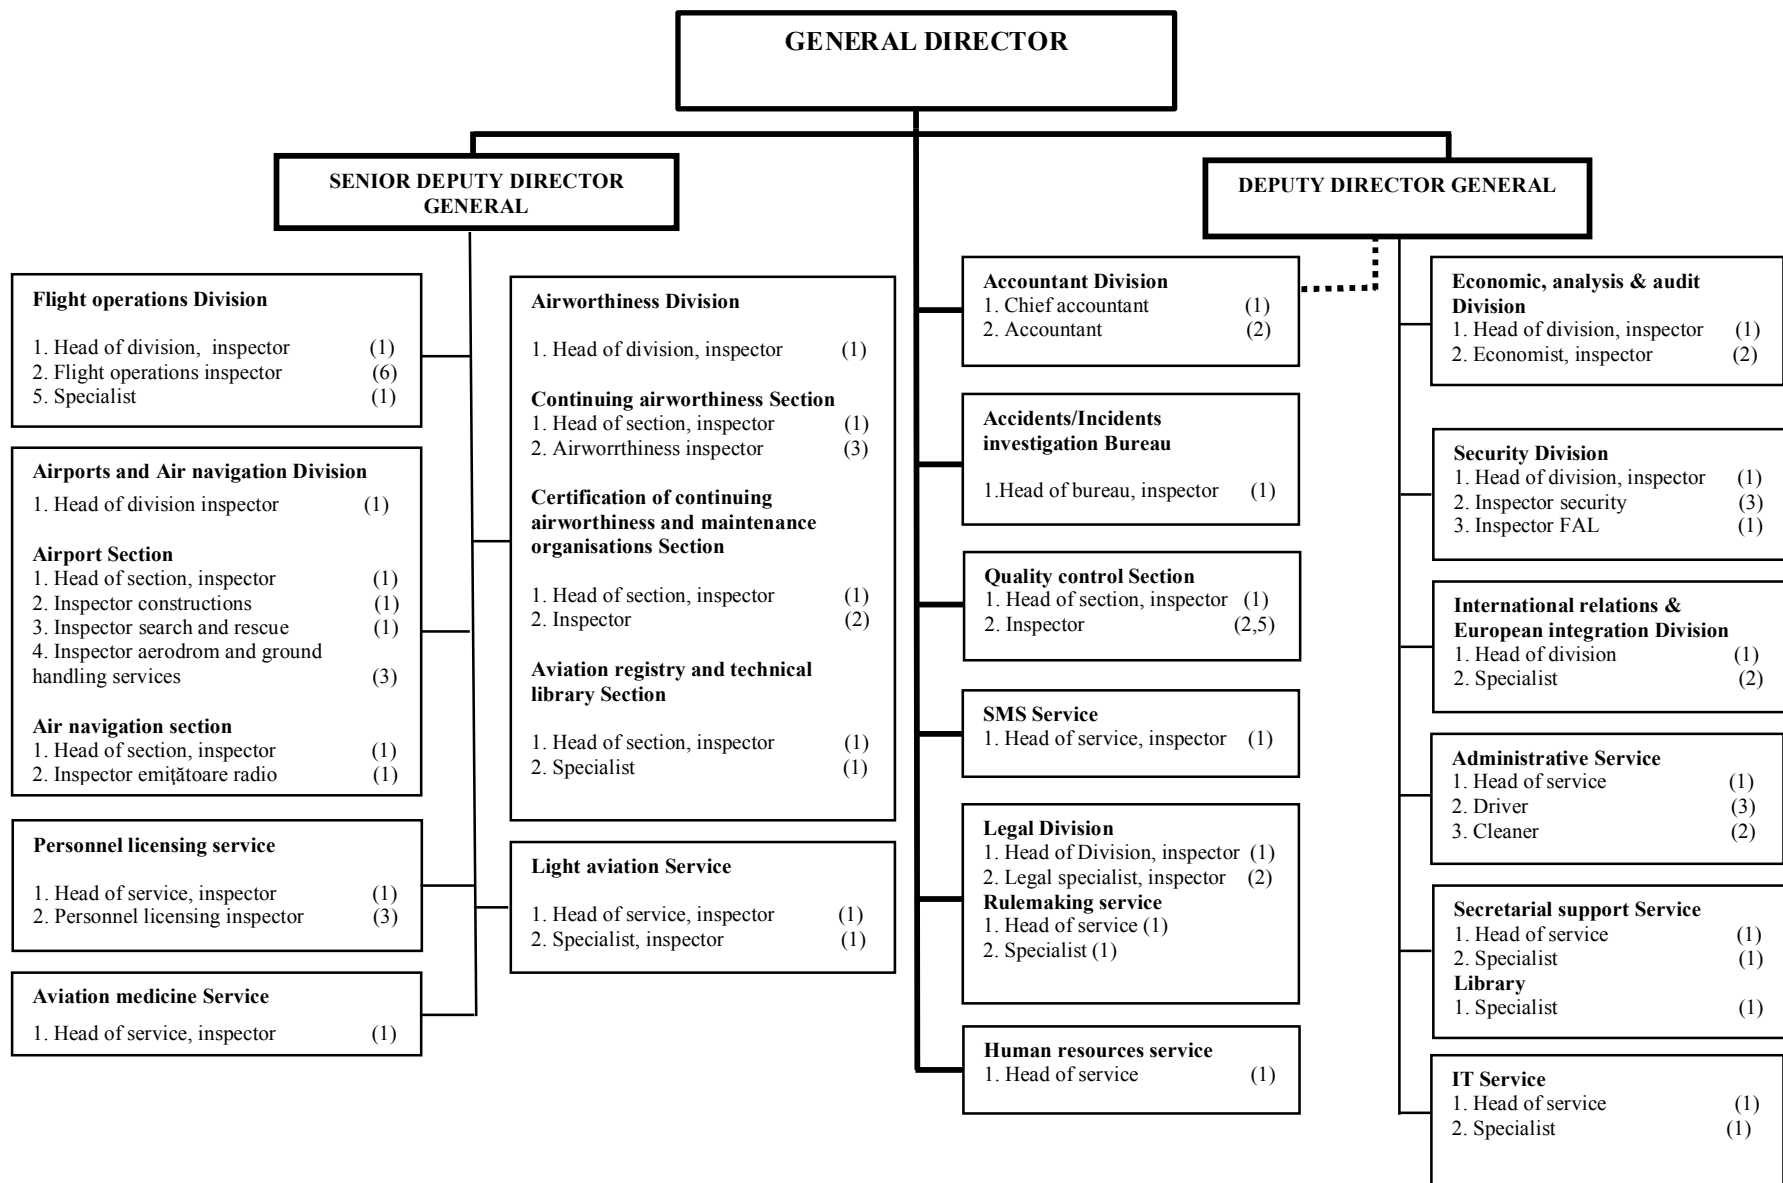 GENERAL DIRECTOR
SENIOR DEPUTY DIRECTOR
GENERAL
DEPUTY DIRECTOR GENERAL
Flight operations Division
1. Head of division, inspector (1)
2. Flight operations inspector (6)
5. Specialist (1)
Airports and Air navigation Division
1. Head of division inspector (1)
Airport Section
1. Head of section, inspector (1)
2. Inspector constructions (1)
3. Inspector search and rescue (1)
4. Inspector aerodrom and ground
handling services (3)
Air navigation section
1. Head of section, inspector (1)
2. Inspector emițătoare radio (1)
Personnel licensing service
1. Head of service, inspector (1)
2. Personnel licensing inspector (3)
Aviation medicine Service
1. Head of service, inspector (1)
Airworthiness Division
1. Head of division, inspector (1)
Continuing airworthiness Section
1. Head of section, inspector (1)
2. Airworrthiness inspector (3)
Certification of continuing
airworthiness and maintenance
organisations Section
1. Head of section, inspector (1)
2. Inspector (2)
Aviation registry and technical
library Section
1. Head of section, inspector (1)
2. Specialist (1)
Light aviation Service
1. Head of service, inspector (1)
2. Specialist, inspector (1)
Accountant Division
1. Chief accountant (1)
2. Accountant (2)
Accidents/Incidents
investigation Bureau
1.Head of bureau, inspector (1)
Quality control Section
1. Head of section, inspector (1)
2. Inspector (2,5)
SMS Service
1. Head of service, inspector (1)
Legal Division
1. Head of Division, inspector (1)
2. Legal specialist, inspector (2)
Rulemaking service
1. Head of service (1)
2. Specialist (1)
Human resources service
1. Head of service (1)
Economic, analysis & audit
Division
1. Head of division, inspector (1)
2. Economist, inspector (2)
Security Division
1. Head of division, inspector (1)
2. Inspector security (3)
3. Inspector FAL (1)
International relations &
European integration Division
1. Head of division (1)
2. Specialist (2)
Administrative Service
1. Head of service (1)
2. Driver (3)
3. Cleaner (2)
Secretarial support Service
1. Head of service (1)
2. Specialist (1)
Library
1. Specialist (1)
IT Service
1. Head of service (1)
2. Specialist (1)